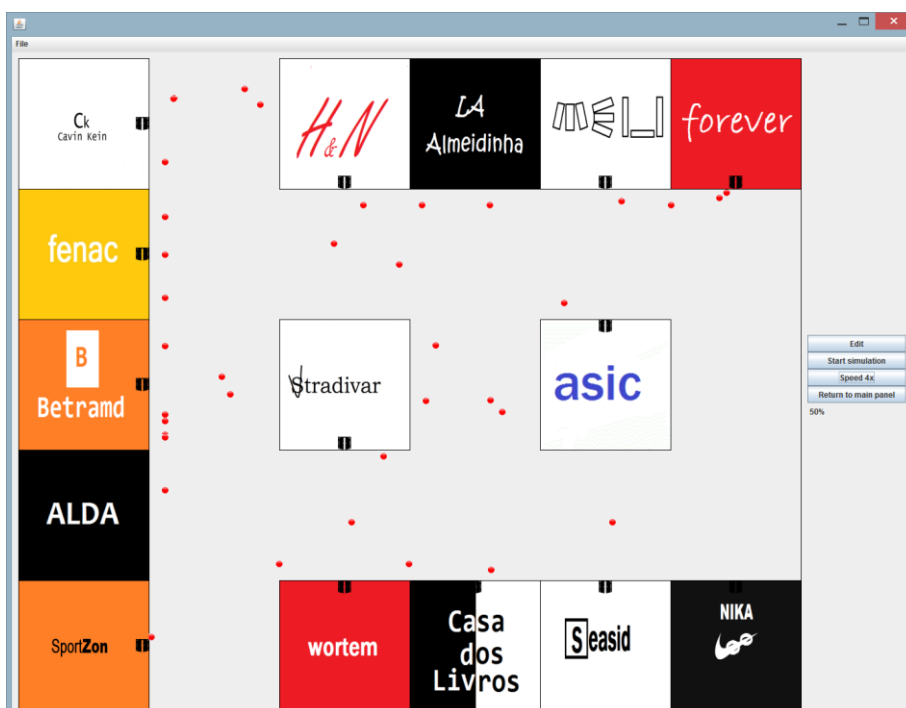 File
Ck
Cavin Kein
H&N
LA
Almeidinha
MELI
forever
fenac
B
Betramd
Stradivar
asic
Edit
Start simulation
Speed 4x
Return to main panel
50%
ALDA
SportZon
wortem
Casa
dos
Livros
Seasid
NIKA